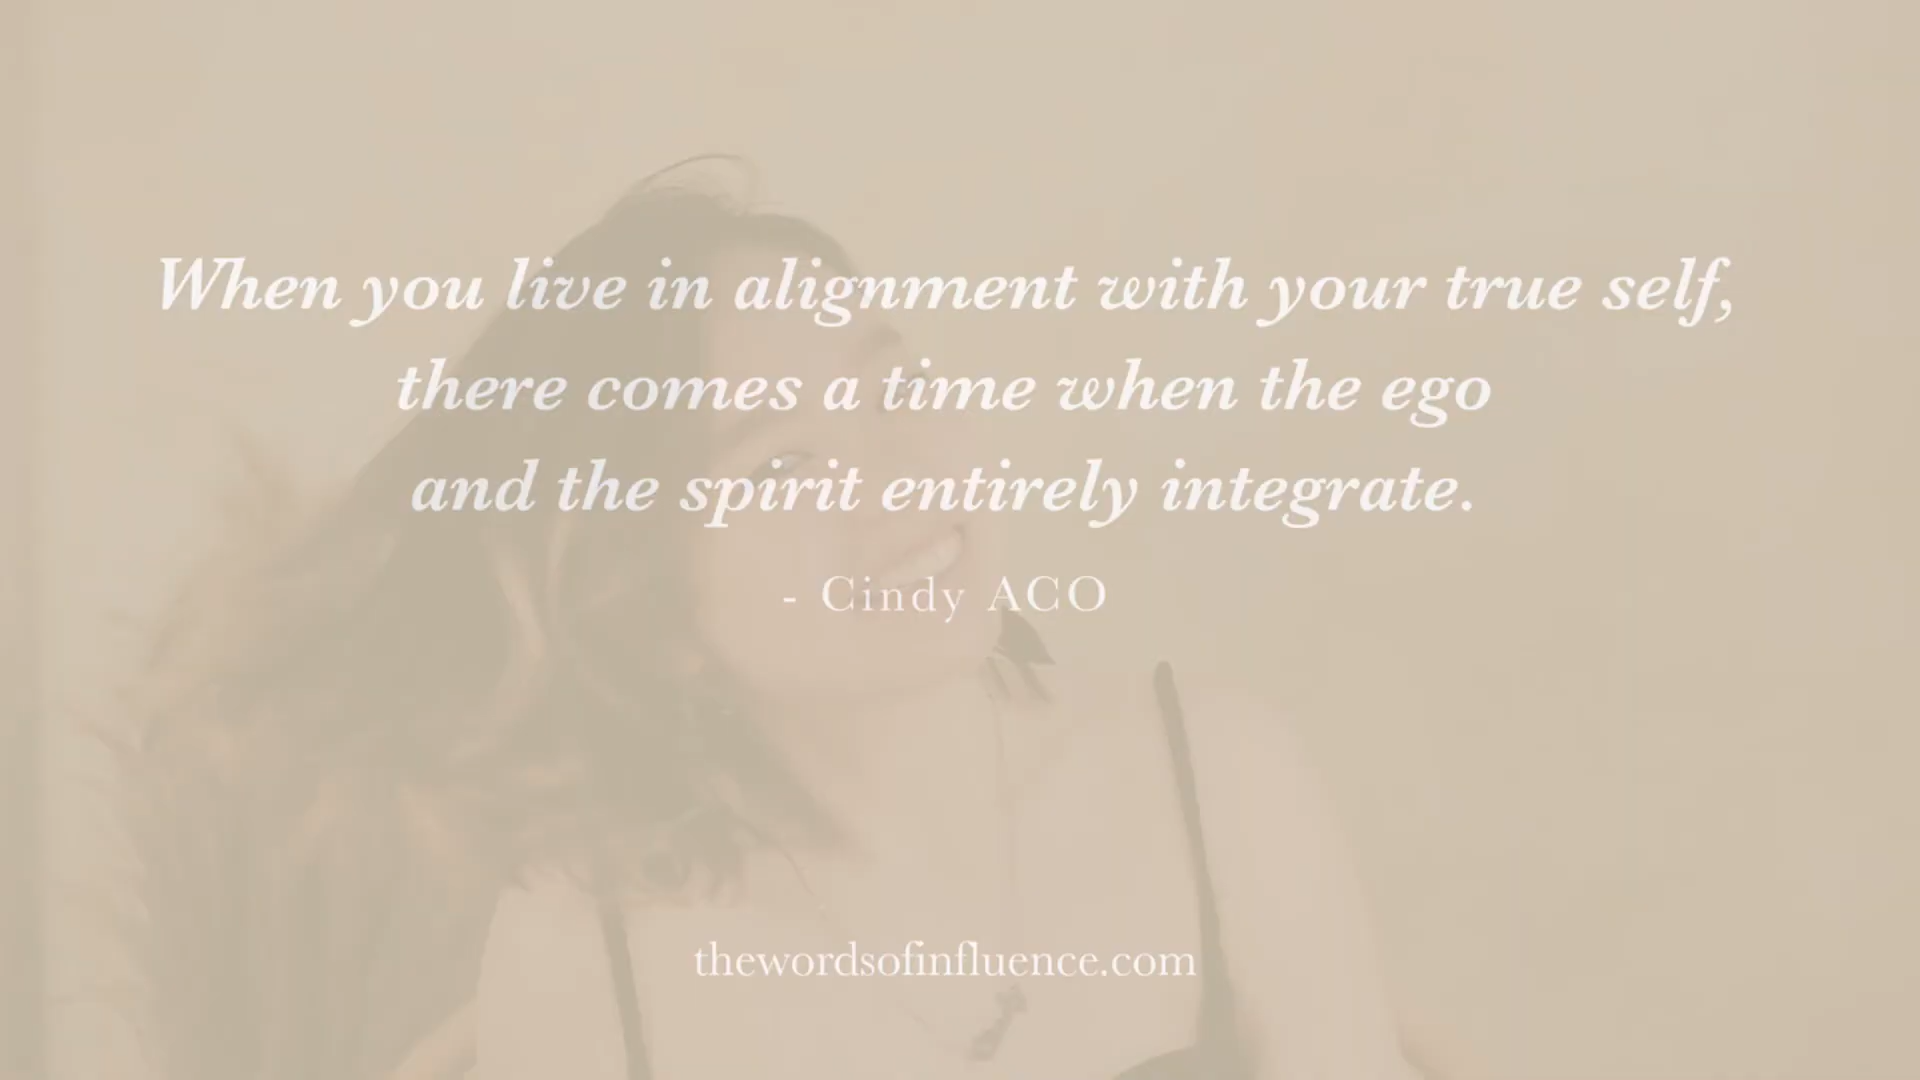 When you live in alignment with your true self,
there comes a time when the ego
and the spirit entirely integrate.
- Cindy ACO
thewordsofinfluence.com